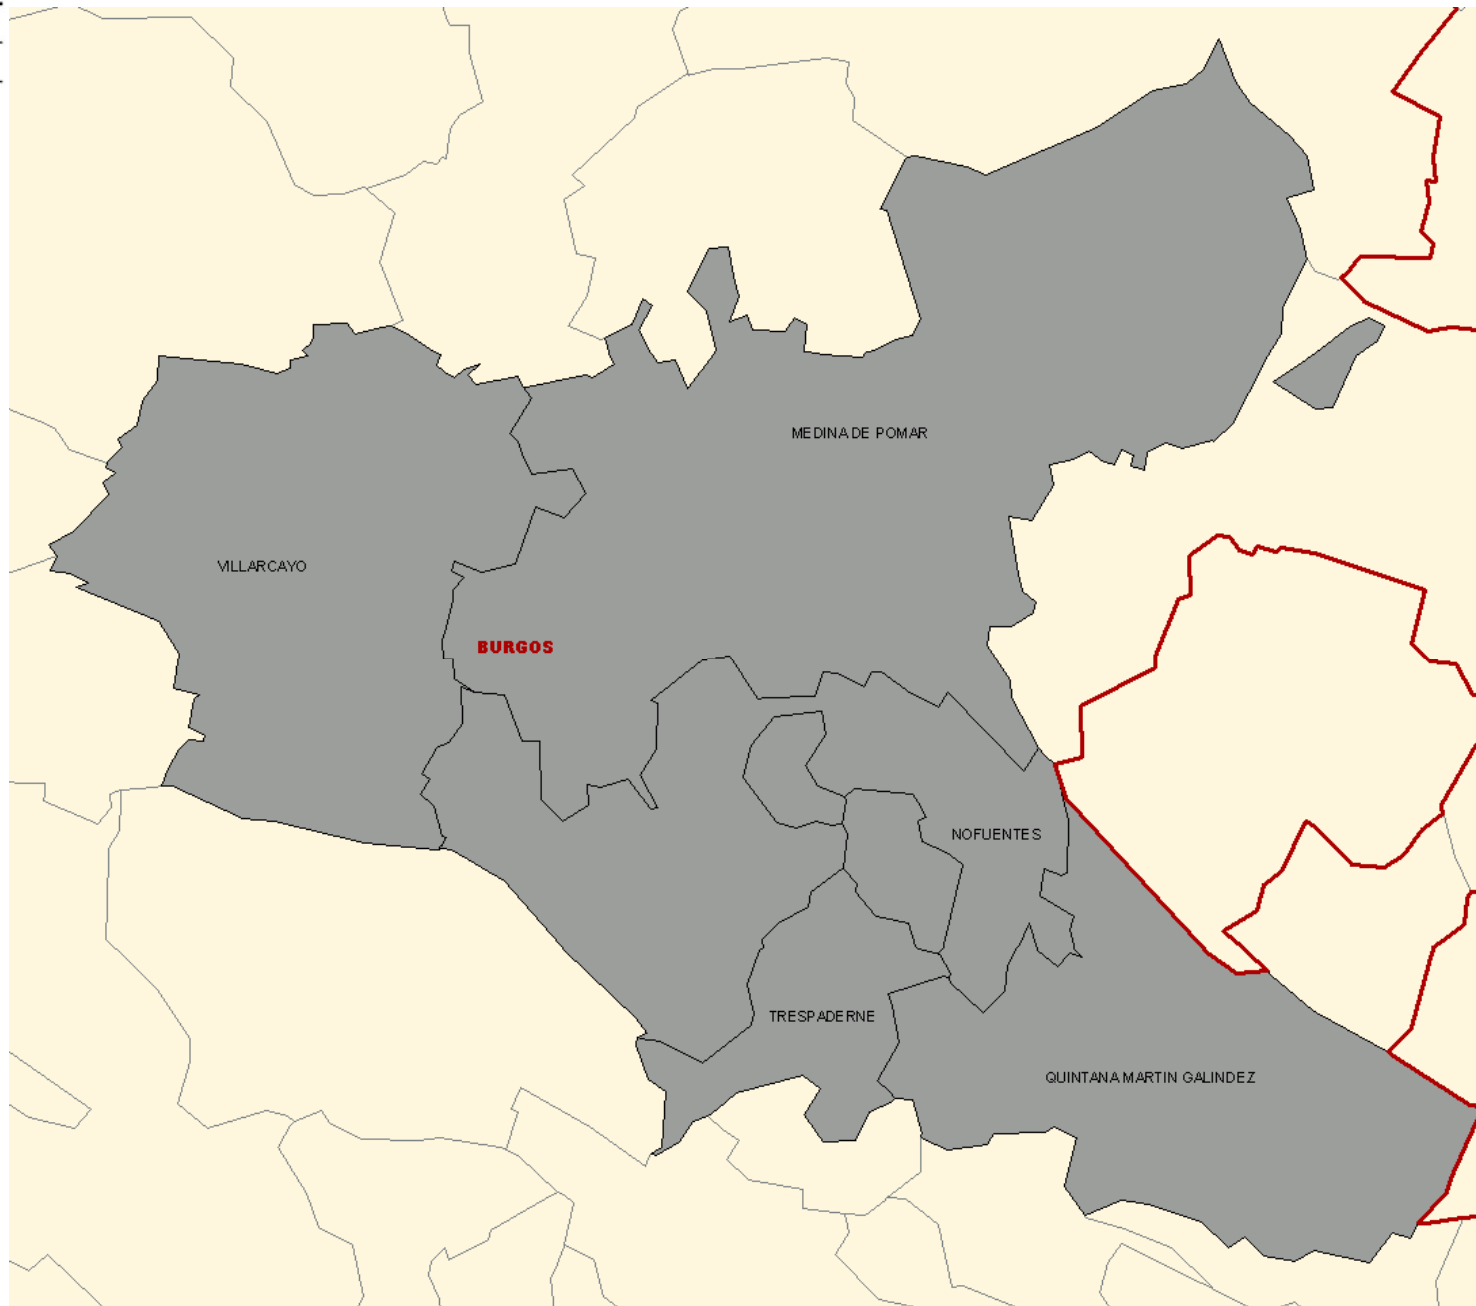 MEDINA DE POMAR
VILLARCAYO
BURGOS
NOFUENTES
TRESPADERNE
QUINTANA MARTIN GALINDEZ